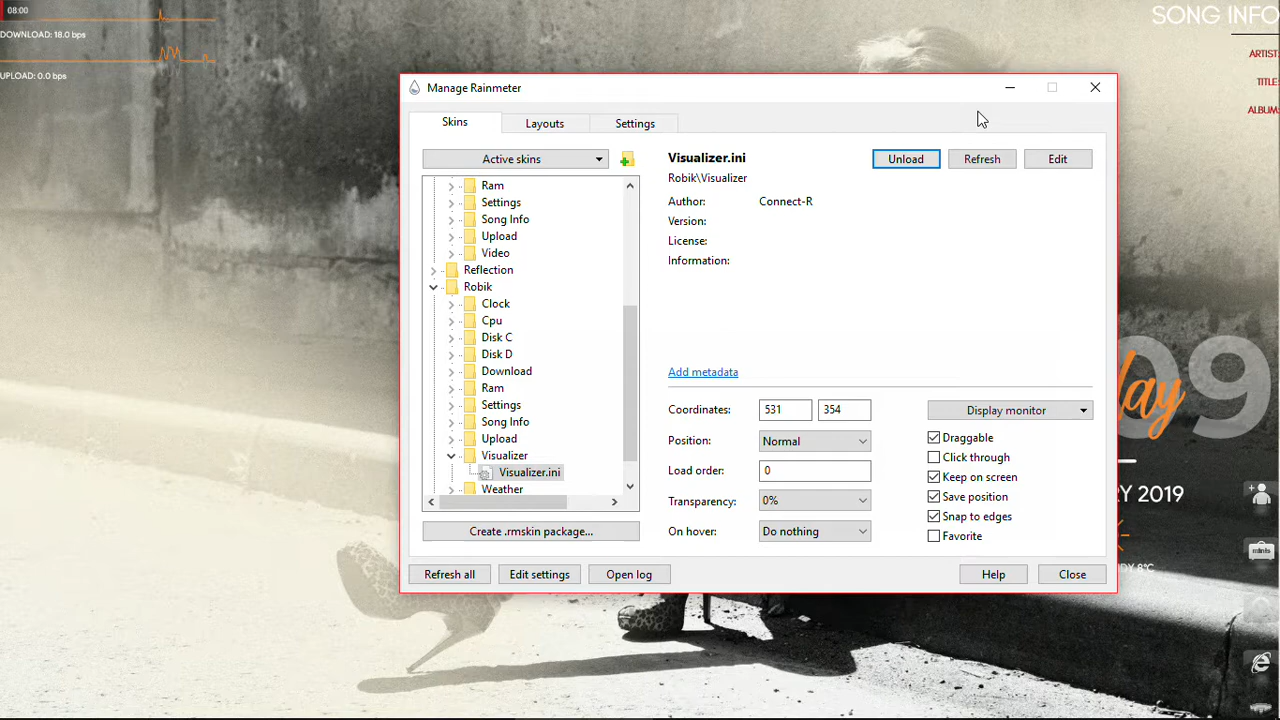 08:00
DOWNLOAD: 18.0 bps
UPLOAD: 0.0 bps
SONG INFO
ARTIST:
TITLE:
ALBUM:
Manage Rainmeter
Skins
Layouts
Settings
Active skins
Ram
Settings
Song Info
Upload
Video
Reflection
Robik
Clock
Cpu
Disk C
Disk D
Download
Ram
Settings
Song Info
Upload
Visualizer
Visualizer.ini
Weather
Create .rmskin package...
Visualizer.ini
Unload
Refresh
Edit
Robik\Visualizer
Author: Connect-R
Version:
License:
Information:
Add metadata
Coordinates: 531 354
Display monitor
Position: Normal
Load order: 0
Transparency: 0%
On hover: Do nothing
Draggable
Click through
Keep on screen
Save position
Snap to edges
Favorite
Refresh all
Edit settings
Open log
Help
Close
09
day
RY 2019
DY 8°C